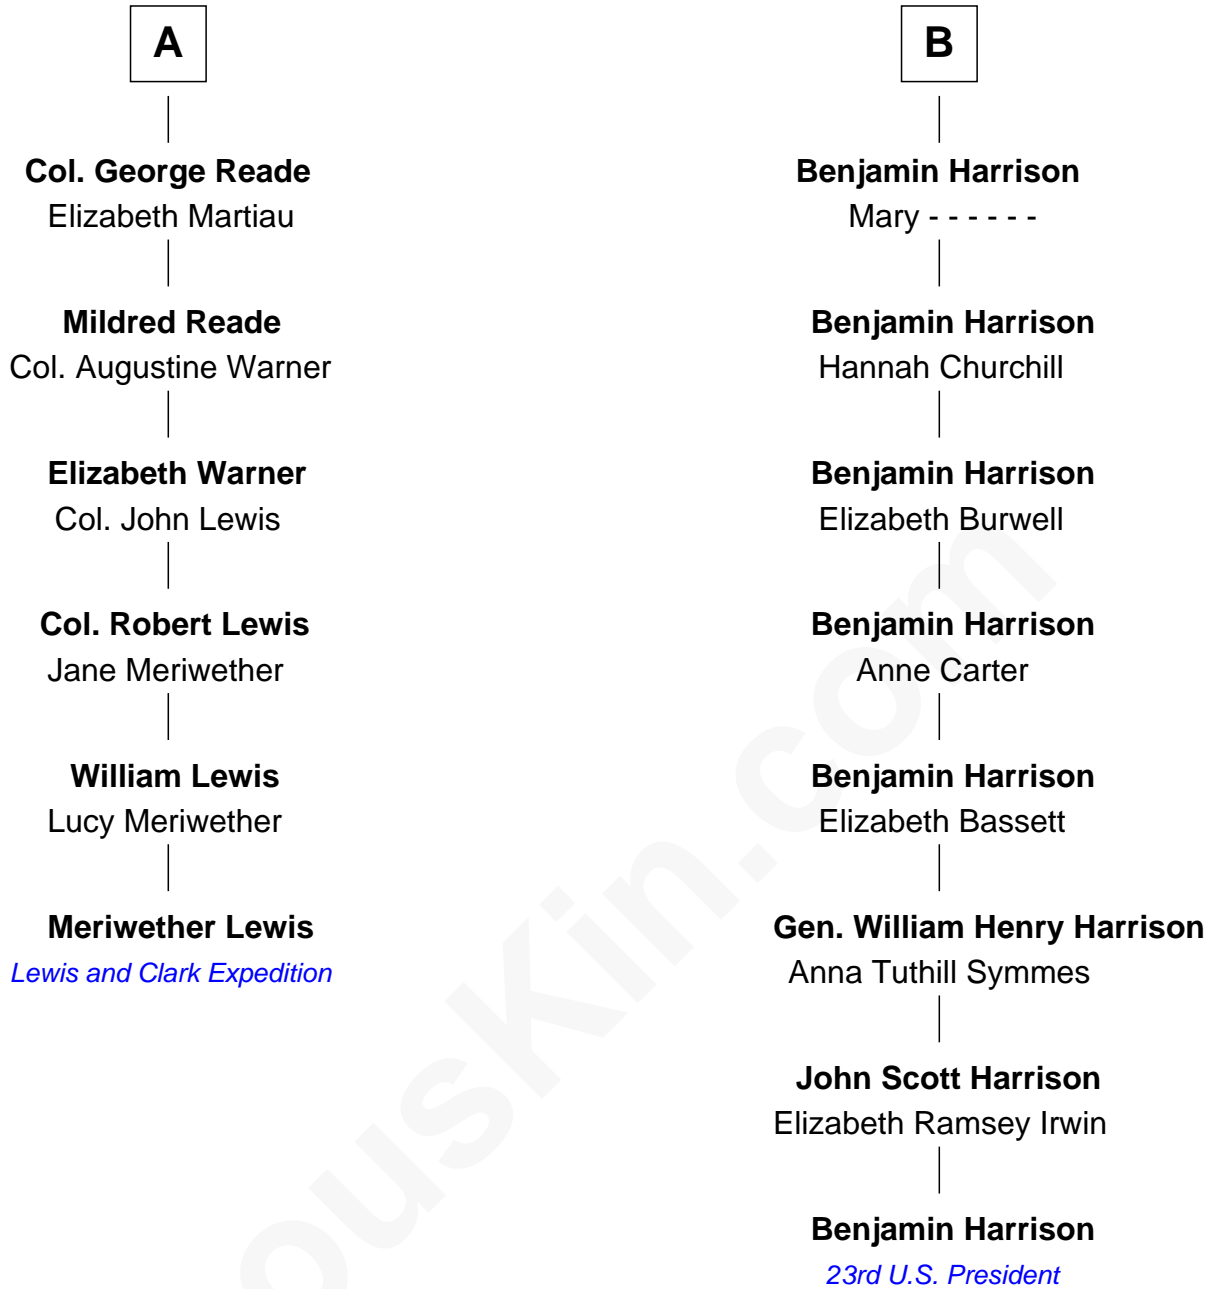 A
Col. George Reade
Elizabeth Martiau
Mildred Reade
Col. Augustine Warner
Elizabeth Warner
Col. John Lewis
Col. Robert Lewis
Jane Meriwether
William Lewis
Lucy Meriwether
Meriwether Lewis
Lewis and Clark Expedition
B
Benjamin Harrison
Mary - - - - - -
Benjamin Harrison
Hannah Churchill
Benjamin Harrison
Elizabeth Burwell
Benjamin Harrison
Anne Carter
Benjamin Harrison
Elizabeth Bassett
Gen. William Henry Harrison
Anna Tuthill Symmes
John Scott Harrison
Elizabeth Ramsey Irwin
Benjamin Harrison
23rd U.S. President
ousKin.com